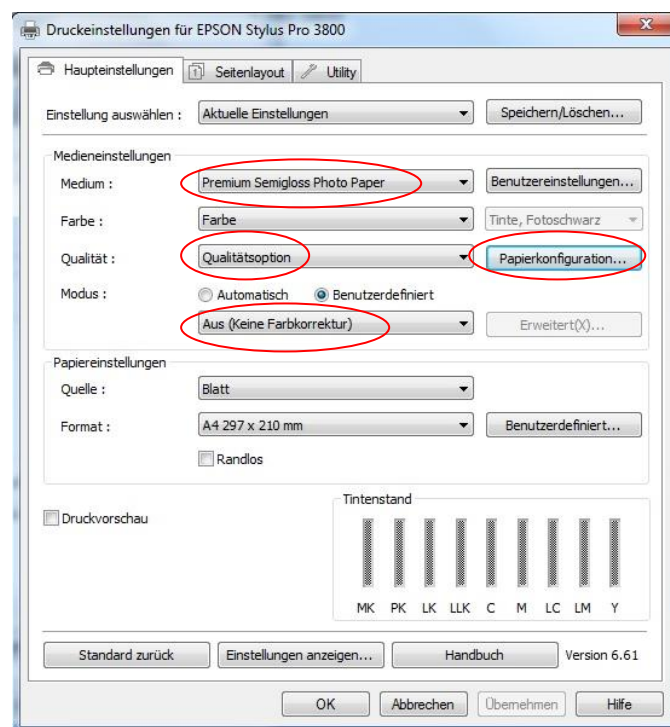 Druckeinstellungen für EPSON Stylus Pro 3800
Haupteinstellungen Seitenlayout Utility
Einstellung auswählen : Aktuelle Einstellungen Speichern/Löschen...
Medieneinstellungen
Medium : Premium Semigloss Photo Paper Benutzereinstellungen...
Farbe : Farbe Tinte, Fotoschwarz
Qualität : Qualitätsoption Papierkonfiguration...
Modus : Automatisch Benutzerdefiniert
Aus (Keine Farbkorrektur) Erweitert(X)...
Papiereinstellungen
Quelle : Blatt
Format : A4 297 x 210 mm Benutzerdefiniert...
Randlos
Tintenstand
Druckvorschau
MK PK LK LLK C M LC LM Y
Standard zurück Einstellungen anzeigen... Handbuch Version 6.61
OK Abbrechen Übernehmen Hilfe